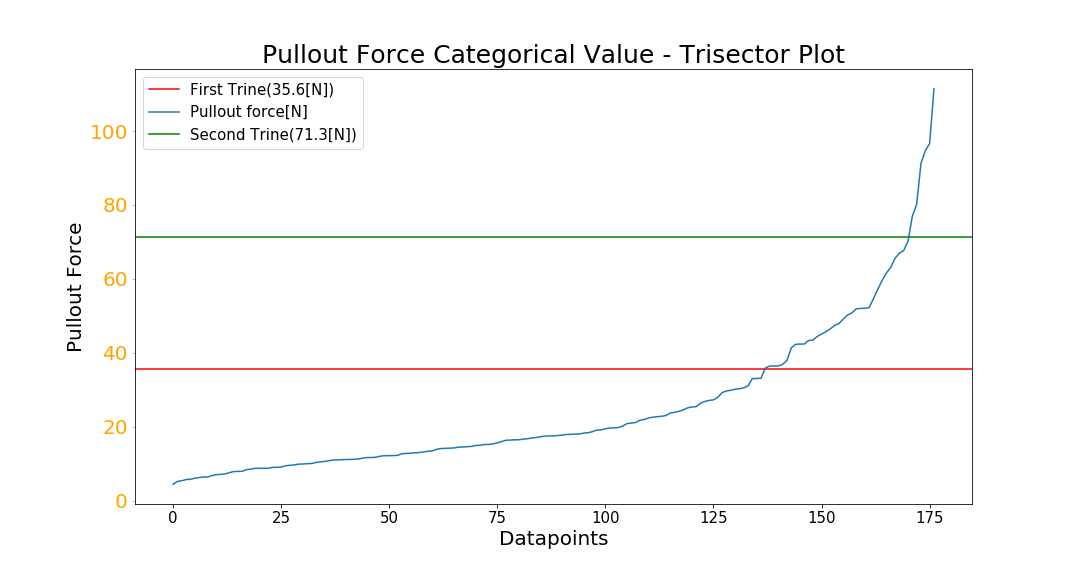 Pullout Force Categorical Value - Trisector Plot
First Trine(35.6[N])
Pullout force[N]
Second Trine(71.3[N])
Pullout Force
100
80
60
40
20
0
0 25 50 75 100 125 150 175
Datapoints